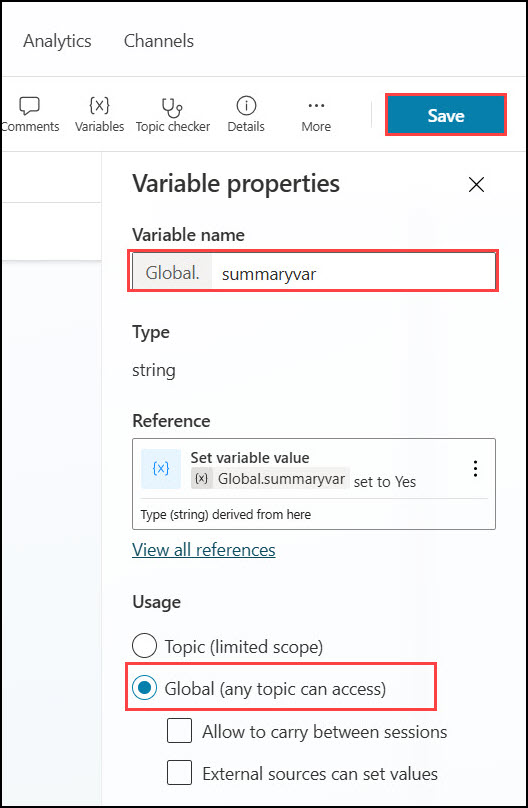 Analytics Channels
Comments Variables Topic checker Details More
Save
Variable properties
Variable name
Global. summaryvar
Type
string
Reference
{x} Set variable value
{x} Global.summaryvar set to Yes
Type (string) derived from here
View all references
Usage
Topic (limited scope)
Global (any topic can access)
Allow to carry between sessions
External sources can set values